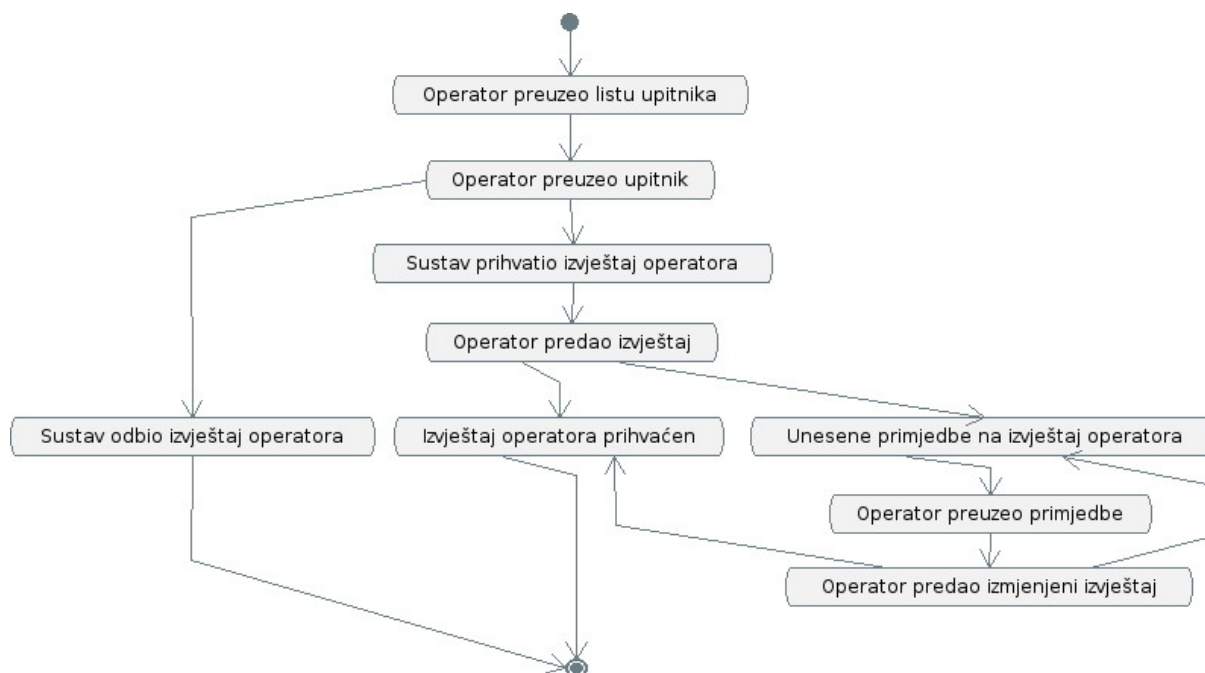 Operator preuzeo listu upitnika
Operator preuzeo upitnik
Sustav prihvatio izvještaj operatora
Operator predao izvještaj
Sustav odbio izvještaj operatora
Izvještaj operatora prihvaćen
Unesene primjedbe na izvještaj operatora
Operator preuzeo primjedbe
Operator predao izmjenjeni izvještaj